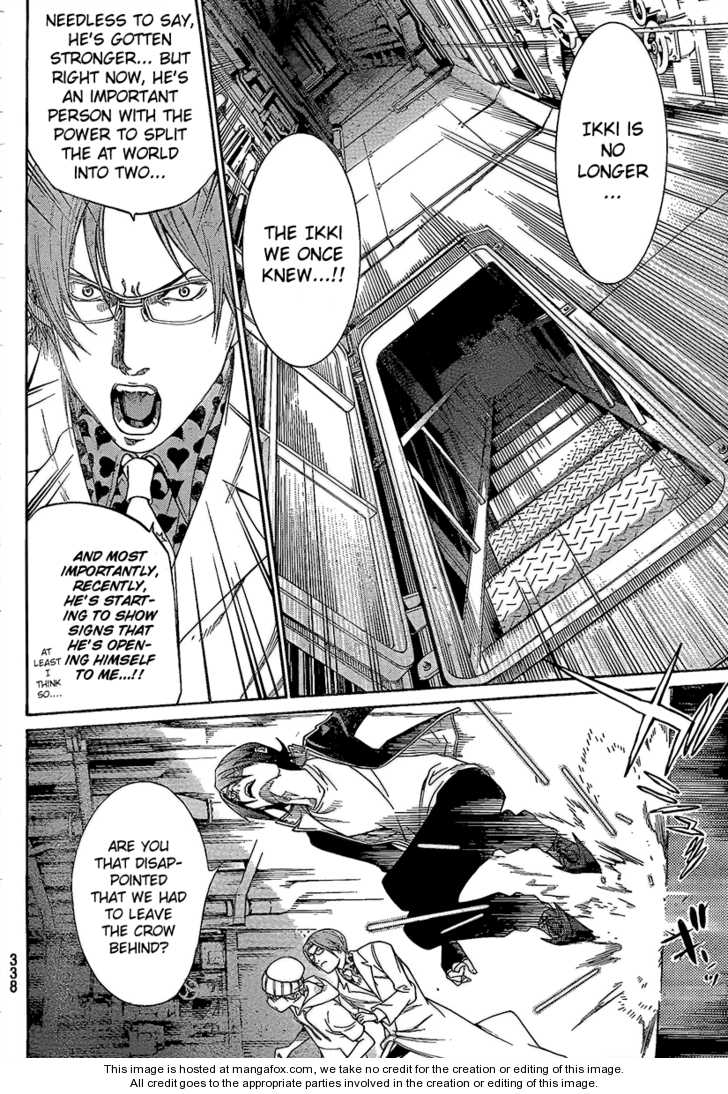 IKKI IS
NO
LONGER
...
THE IKKI
WE ONCE
KNEW...!!
NEEDLESS TO SAY,
HE'S GOTTEN
STRONGER... BUT
RIGHT NOW, HE'S
AN IMPORTANT
PERSON WITH THE
POWER TO SPLIT
THE AT WORLD
INTO TWO...
AND MOST
IMPORTANTLY,
RECENTLY,
HE'S START-
ING TO SHOW
SIGNS THAT
HE'S OPEN-
ING HIMSELF
TO ME...!!
AT
LEAST
I
THINK
SO....
ARE YOU
THAT DISAP-
POINTED
THAT WE HAD
TO LEAVE
THE CROW
BEHIND?
338
This image is hosted at mangafox.com, we take no credit for the creation or editing of this image.
All credit goes to the appropriate parties involved in the creation or editing of this image.